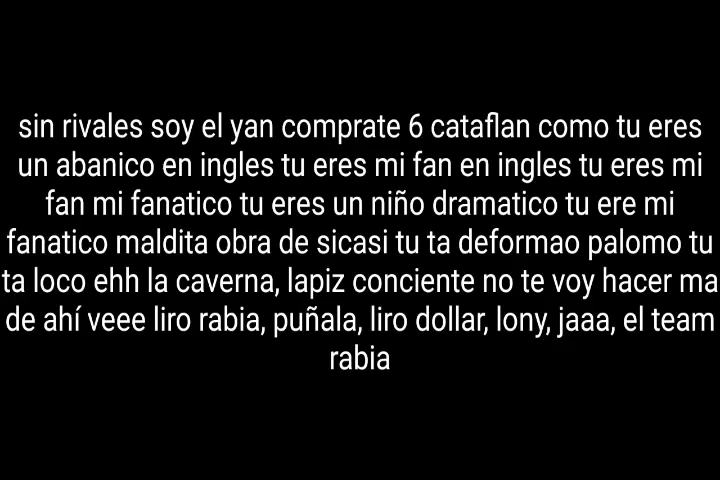 sin rivales soy el yan comprate 6 cataflan como tu eres
un abanico en ingles tu eres mi fan en ingles tu eres mi
fan mi fanatico tu eres un niño dramatico tu ere mi
fanatico maldita obra de sicasi tu ta deformao palomo tu
ta loco ehh la caverna, lapiz conciente no te voy hacer ma
de ahí veee liro rabia, puñala, liro dollar, lony, jaaa, el team
rabia